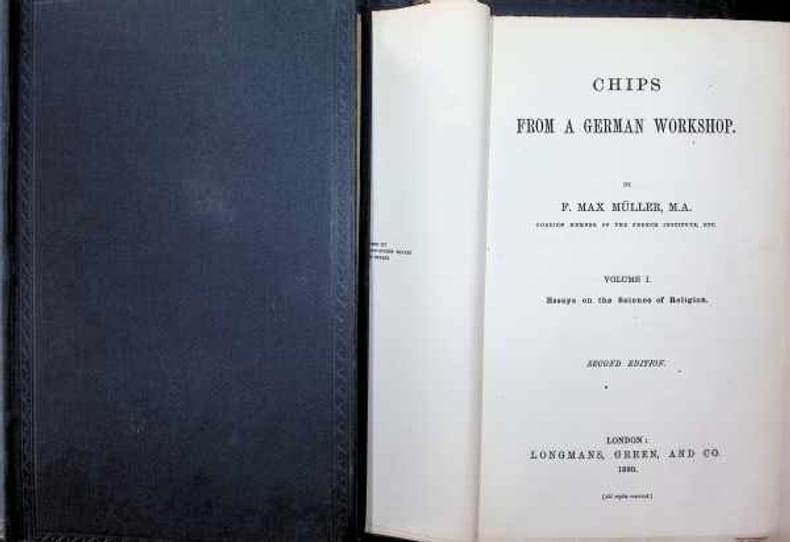 CHIPS
FROM A GERMAN WORKSHOP.
BY
F. MAX MÜLLER, M.A.
FOREIGN MEMBER OF THE FRENCH INSTITUTE, ETC.
VOLUME I.
Essays on the Science of Religion.
SECOND EDITION.
LONDON:
LONGMANS, GREEN, AND CO.
(All rights reserved)